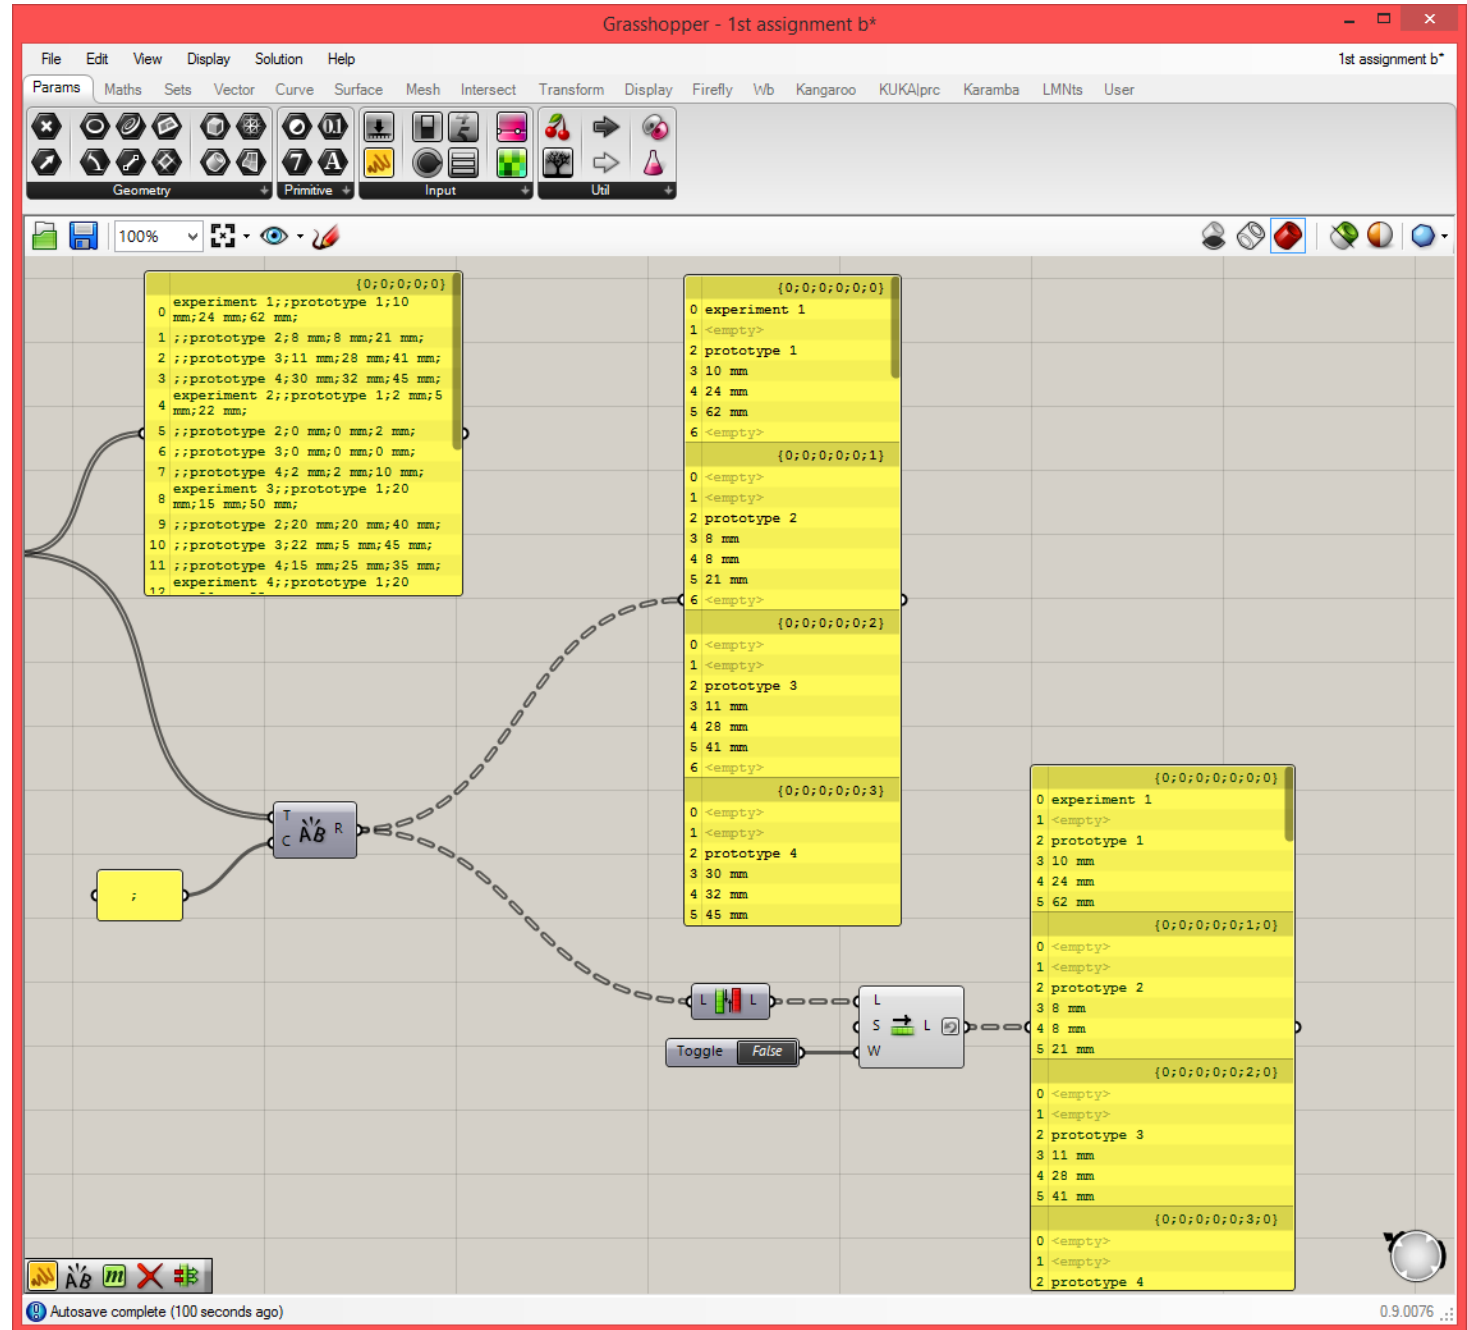 Grasshopper - 1st assignment b*
File Edit View Display Solution Help 1st assignment b*
Params Maths Sets Vector Curve Surface Mesh Intersect Transform Display Firefly Wb Kangaroo KUKA|prc Karamba LMNts User
7 0.1 A
Geometry Primitive Input Util
100%
{0;0;0;0;0}
0 experiment 1;;prototype 1;10
mm;24 mm;62 mm;
1 ;;prototype 2;8 mm;8 mm;21 mm;
2 ;;prototype 3;11 mm;28 mm;41 mm;
3 ;;prototype 4;30 mm;32 mm;45 mm;
4 experiment 2;;prototype 1;2 mm;5
mm;22 mm;
5 ;;prototype 2;0 mm;0 mm;2 mm;
6 ;;prototype 3;0 mm;0 mm;0 mm;
7 ;;prototype 4;2 mm;2 mm;10 mm;
8 experiment 3;;prototype 1;20
mm;15 mm;50 mm;
9 ;;prototype 2;20 mm;20 mm;40 mm;
10 ;;prototype 3;22 mm;5 mm;45 mm;
11 ;;prototype 4;15 mm;25 mm;35 mm;
12 experiment 4;;prototype 1;20
{0;0;0;0;0;0}
0 experiment 1
1 <empty>
2 prototype 1
3 10 mm
4 24 mm
5 62 mm
6 <empty>
{0;0;0;0;0;1}
0 <empty>
1 <empty>
2 prototype 2
3 8 mm
4 8 mm
5 21 mm
6 <empty>
{0;0;0;0;0;2}
0 <empty>
1 <empty>
2 prototype 3
3 11 mm
4 28 mm
5 41 mm
6 <empty>
{0;0;0;0;0;3}
0 <empty>
1 <empty>
2 prototype 4
3 30 mm
4 32 mm
5 45 mm
T
C AB R
;
L L
Toggle False
L
S L
W
{0;0;0;0;0;0;0}
0 experiment 1
1 <empty>
2 prototype 1
3 10 mm
4 24 mm
5 62 mm
{0;0;0;0;0;1;0}
0 <empty>
1 <empty>
2 prototype 2
3 8 mm
4 8 mm
5 21 mm
{0;0;0;0;0;2;0}
0 <empty>
1 <empty>
2 prototype 3
3 11 mm
4 28 mm
5 41 mm
{0;0;0;0;0;3;0}
0 <empty>
1 <empty>
2 prototype 4
AB m
Autosave complete (100 seconds ago) 0.9.0076